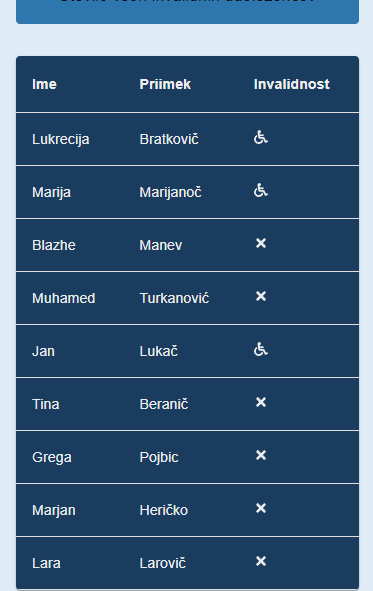 Ime Priimek Invalidnost
Lukrecija Bratkovič
Marija Marijanoč
Blazhe Manev
Muhamed Turkanović
Jan Lukač
Tina Beranič
Grega Pojbic
Marjan Heričko
Lara Larovič